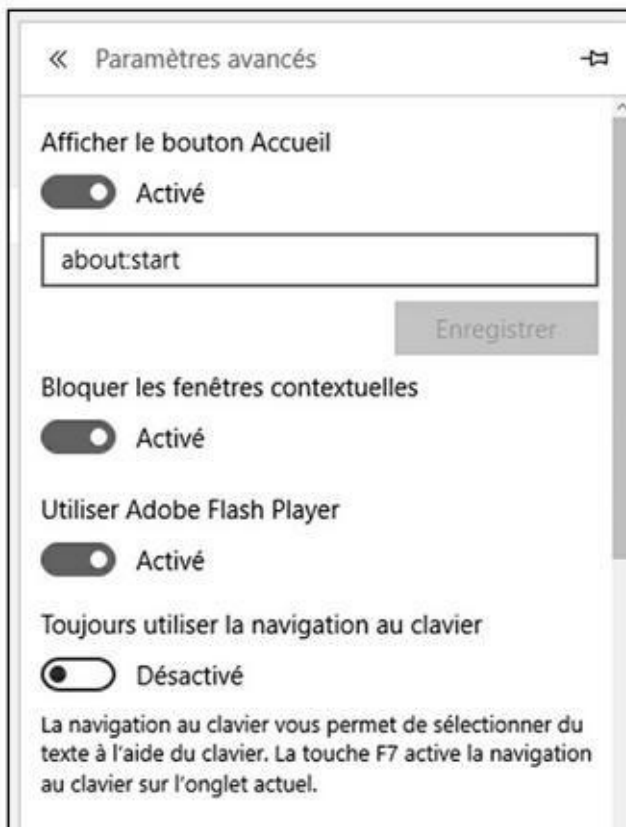 Paramètres avancés
Afficher le bouton Accueil
Activé
about:start
Enregistrer
Bloquer les fenêtres contextuelles
Activé
Utiliser Adobe Flash Player
Activé
Toujours utiliser la navigation au clavier
Désactivé
La navigation au clavier vous permet de sélectionner du
texte à l'aide du clavier. La touche F7 active la navigation
au clavier sur l'onglet actuel.